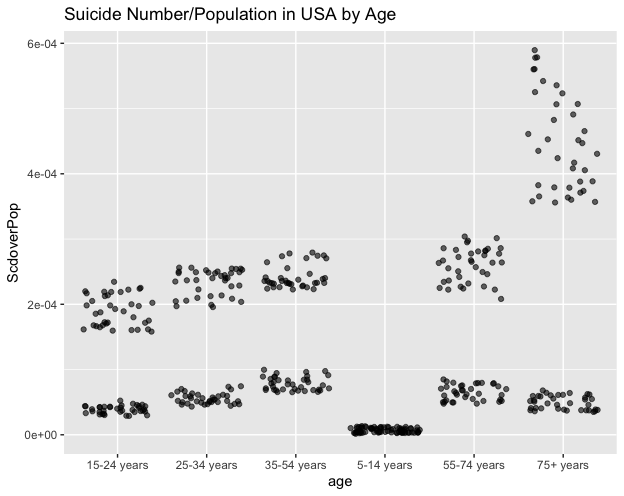 Suicide Number/Population in USA by Age
6e-04
4e-04
2e-04
0e+00
ScdoverPop
15-24 years 25-34 years 35-54 years 5-14 years 55-74 years 75+ years
age